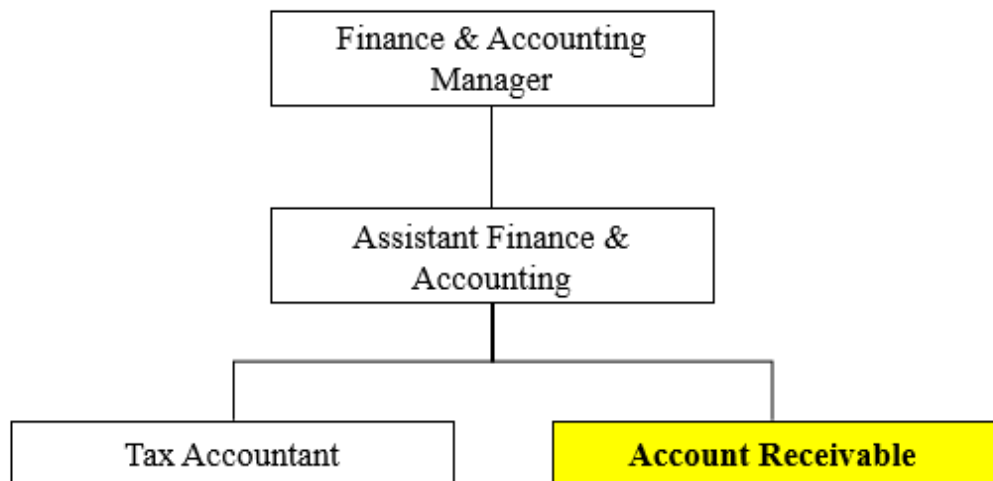 Finance & Accounting
Manager
Assistant Finance &
Accounting
Tax Accountant
Account Receivable